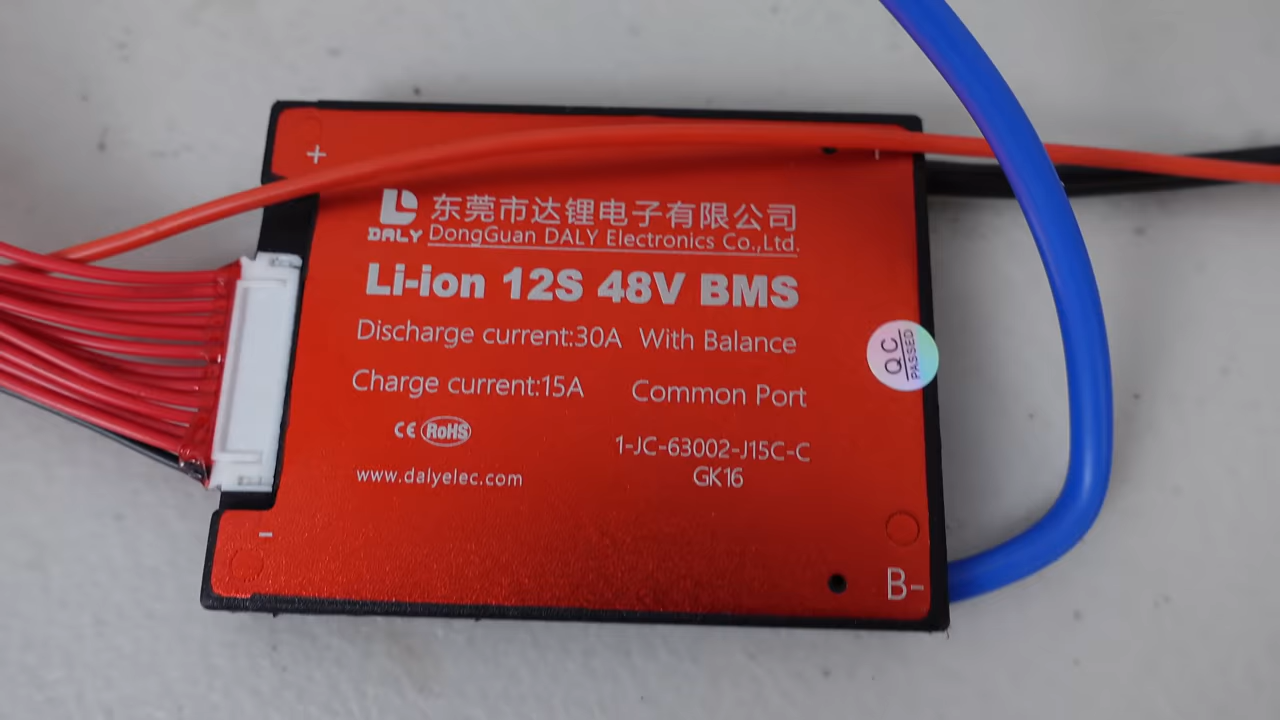 +
东莞市达锂电子有限公司
DALY DongGuan DALY Electronics Co.,Ltd.
Li-ion 12S 48V BMS
Discharge current:30A With Balance
Charge current:15A Common Port
CE RoHS
1-JC-63002-J15C-C
www.dalyelec.com
GK16
QC
PASSED
-
B-